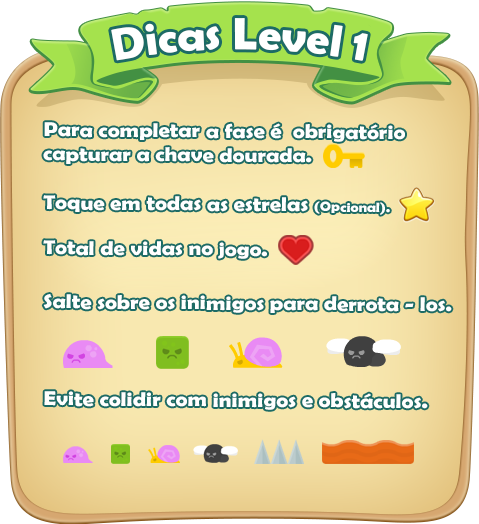 Dicas Level 1
Para completar a fase é obrigatório
capturar a chave dourada.
Toque em todas as estrelas (Opcional).
Total de vidas no jogo.
Salte sobre os inimigos para derrota - los.
Evite colidir com inimigos e obstáculos.